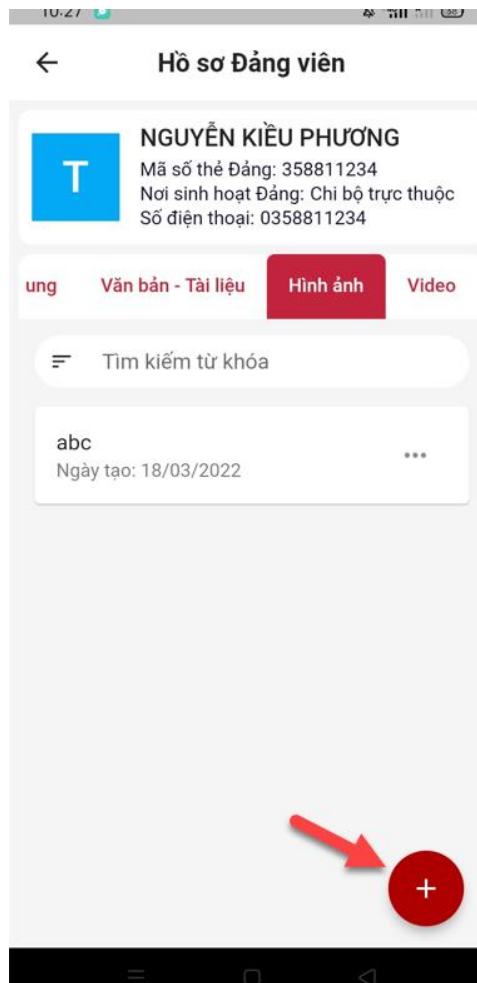 10:27
Hồ sơ Đảng viên
NGUYỄN KIỀU PHƯƠNG
T
Mã số thẻ Đảng: 358811234
Nơi sinh hoạt Đảng: Chi bộ trực thuộc
Số điện thoại: 0358811234
ung Văn bản - Tài liệu Hình ảnh Video
Tìm kiếm từ khóa
abc
Ngày tạo: 18/03/2022